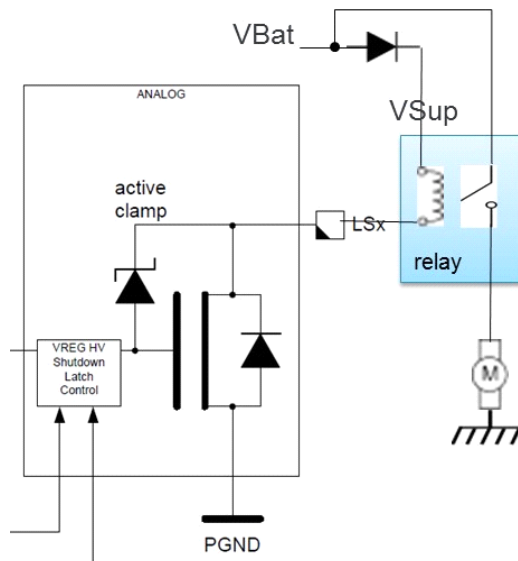 VBat
ANALOG
VSup
active
clamp
LSx
relay
VREG HV
Shutdown
Latch
Control
M
PGND